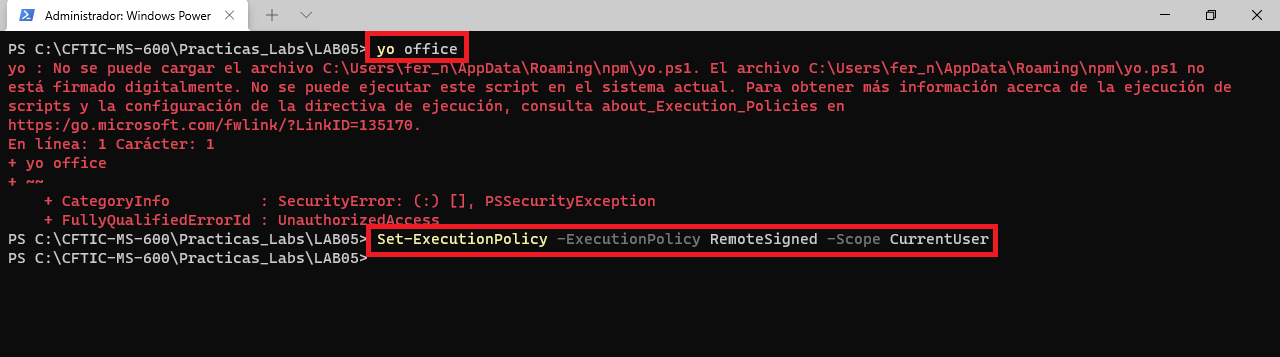 Administrador: Windows Power
PS C:\CFTIC-MS-600\Practicas_Labs\LAB05> yo office
yo : No se puede cargar el archivo C:\Users\fer_n\AppData\Roaming\npm\yo.ps1. El archivo C:\Users\fer_n\AppData\Roaming\npm\yo.ps1 no
está firmado digitalmente. No se puede ejecutar este script en el sistema actual. Para obtener más información acerca de la ejecución de
scripts y la configuración de la directiva de ejecución, consulta about_Execution_Policies en
https:/go.microsoft.com/fwlink/?LinkID=135170.
En línea: 1 Carácter: 1
+ yo office
+ ~~
    + CategoryInfo          : SecurityError: (:) [], PSSecurityException
    + FullyQualifiedErrorId : UnauthorizedAccess
PS C:\CFTIC-MS-600\Practicas_Labs\LAB05> Set-ExecutionPolicy -ExecutionPolicy RemoteSigned -Scope CurrentUser
PS C:\CFTIC-MS-600\Practicas_Labs\LAB05>